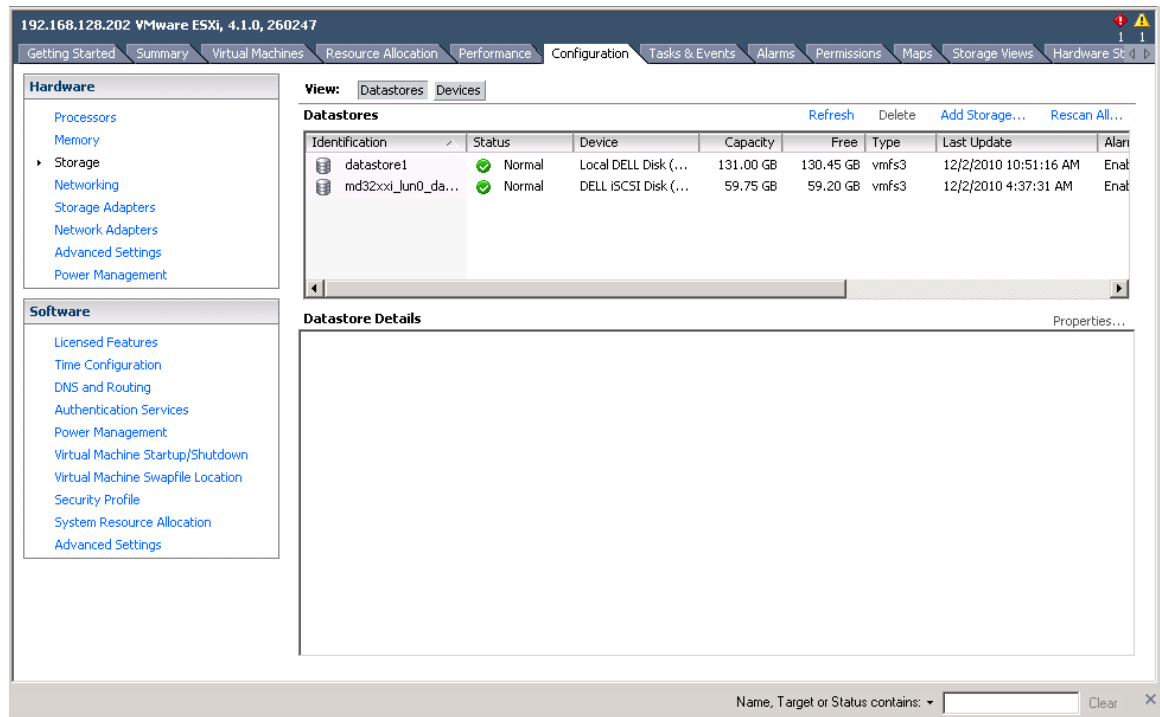 192.168.128.202 VMware ESXi, 4.1.0, 260247
1 1
Getting Started Summary Virtual Machines Resource Allocation Performance Configuration Tasks & Events Alarms Permissions Maps Storage Views Hardware St
Hardware
Processors
Memory
Storage
Networking
Storage Adapters
Network Adapters
Advanced Settings
Power Management
Software
Licensed Features
Time Configuration
DNS and Routing
Authentication Services
Power Management
Virtual Machine Startup/Shutdown
Virtual Machine Swapfile Location
Security Profile
System Resource Allocation
Advanced Settings
View: Datastores Devices
Datastores Refresh Delete Add Storage... Rescan All...
Identification Status Device Capacity Free Type Last Update Alar
datastore1 Normal Local DELL Disk (... 131.00 GB 130.45 GB vmfs3 12/2/2010 10:51:16 AM Enab
md32xxi_lun0_da... Normal DELL iSCSI Disk (... 59.75 GB 59.20 GB vmfs3 12/2/2010 4:37:31 AM Enab
Datastore Details Properties...
Name, Target or Status contains: Clear